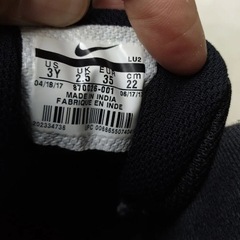 LU2
US UK EUR cm
3Y 2.5 35 22
04/18/17 06/17/17
MADE IN INDIA
FABRIQUE EN INDE